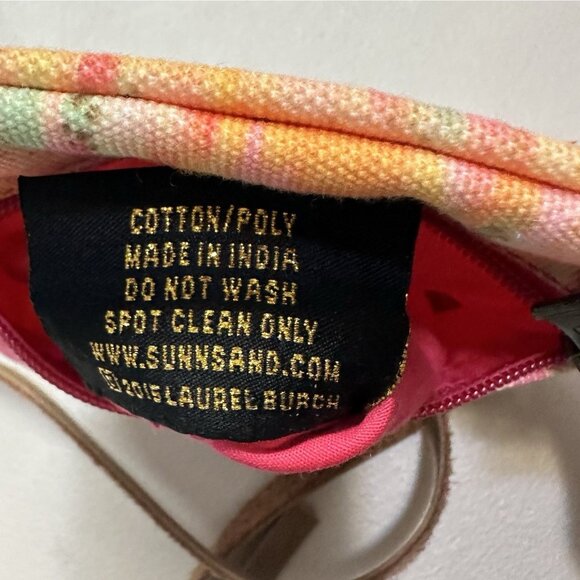 COTTON/POLY
MADE IN INDIA
DO NOT WASH
SPOT CLEAN ONLY
WWW.SUNNSAND.COM
©2015 LAUREL BURCH